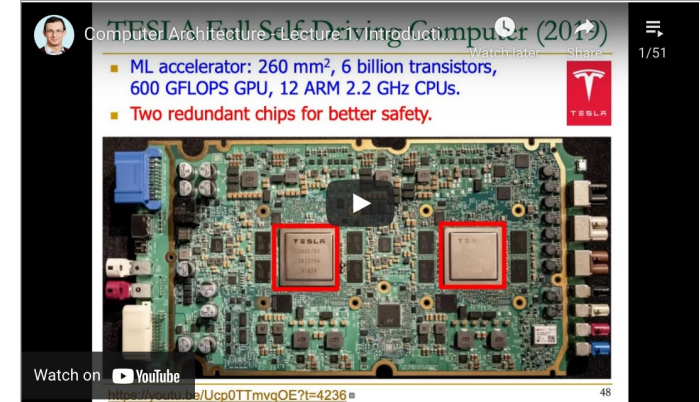 TESLA Full Self-Driving Computer (2019)
Computer Architecture - Lecture 1: Introducti...
Watch later
Share
1/51
ML accelerator: 260 mm², 6 billion transistors,
600 GFLOPS GPU, 12 ARM 2.2 GHz CPUs.
Two redundant chips for better safety.
TESLA
TESLA
TESLA
Watch on YouTube
https://youtu.be/Ucp0TTmvqOE?t=4236
48